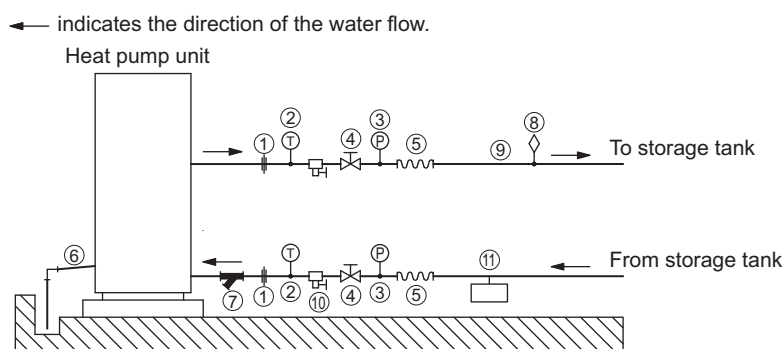 indicates the direction of the water flow.
Heat pump unit
② ③ ⑧
① T ④ P ⑤ ⑨ To storage tank
⑥ T P ⑪ From storage tank
⑦ ① ② ⑩ ④ ③ ⑤